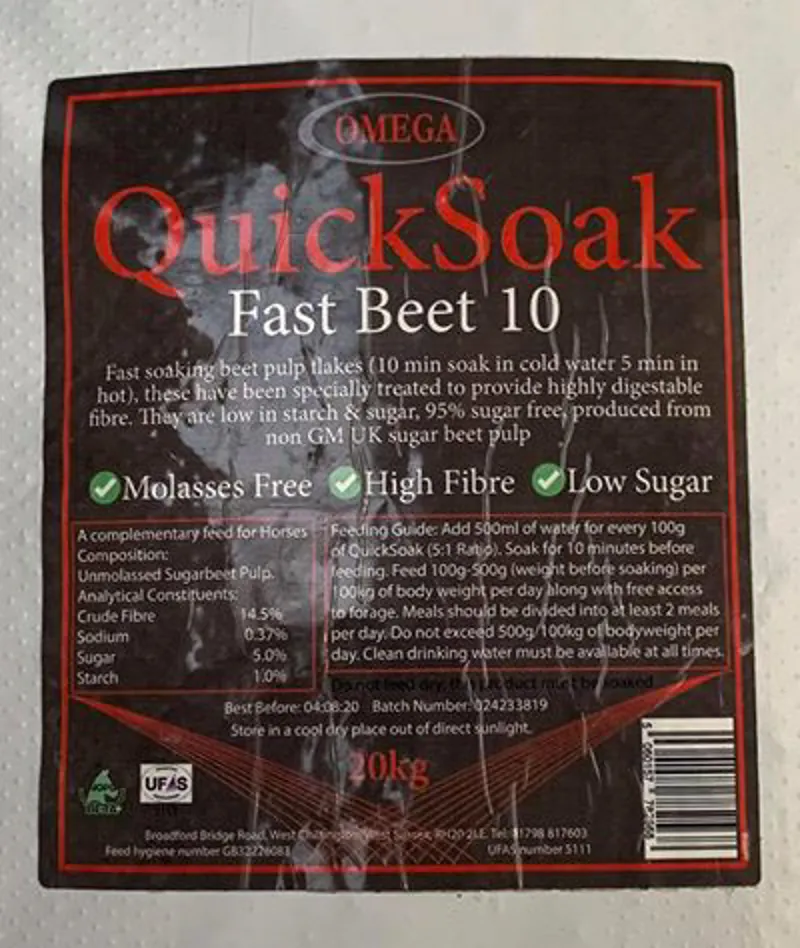 OMEGA
QuickSoak
Fast Beet 10
Fast soaking beet pulp flakes (10 min soak in cold water 5 min in
hot), these have been specially treated to provide highly digestable
fibre. They are low in starch & sugar, 95% sugar free, produced from
non GM UK sugar beet pulp
Molasses Free High Fibre Low Sugar
A complementary feed for Horses
Composition:
Unmolassed Sugarbeet Pulp.
Analytical Constituents:
Crude Fibre 14.5%
Sodium 0.37%
Sugar 5.0%
Starch 1.0%
Feeding Guide: Add 500ml of water for every 100g
of QuickSoak (5:1 Ratio). Soak for 10 minutes before
feeding. Feed 100g-500g (weight before soaking) per
100kg of body weight per day along with free access
to forage. Meals should be divided into at least 2 meals
per day. Do not exceed 500g/100kg of bodyweight per
day. Clean drinking water must be available at all times.
Do not feed dry, this product must be soaked
Best Before: 04:08:20 Batch Number: 024233819
Store in a cool dry place out of direct sunlight.
20kg
UFAS
Broadford Bridge Road, West Chiltington, West Sussex, RH20 2LE. Tel: 01798 817603
Feed hygiene number GB32226083 UFAS number 5111